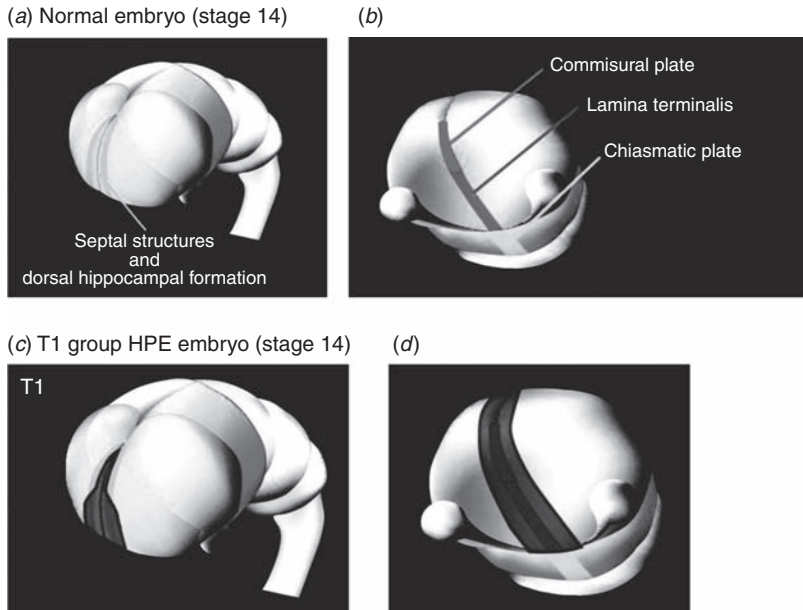 (a) Normal embryo (stage 14)
(b)
Commisural plate
Lamina terminalis
Chiasmatic plate
Septal structures
and
dorsal hippocampal formation
(c) T1 group HPE embryo (stage 14)
(d)
T1